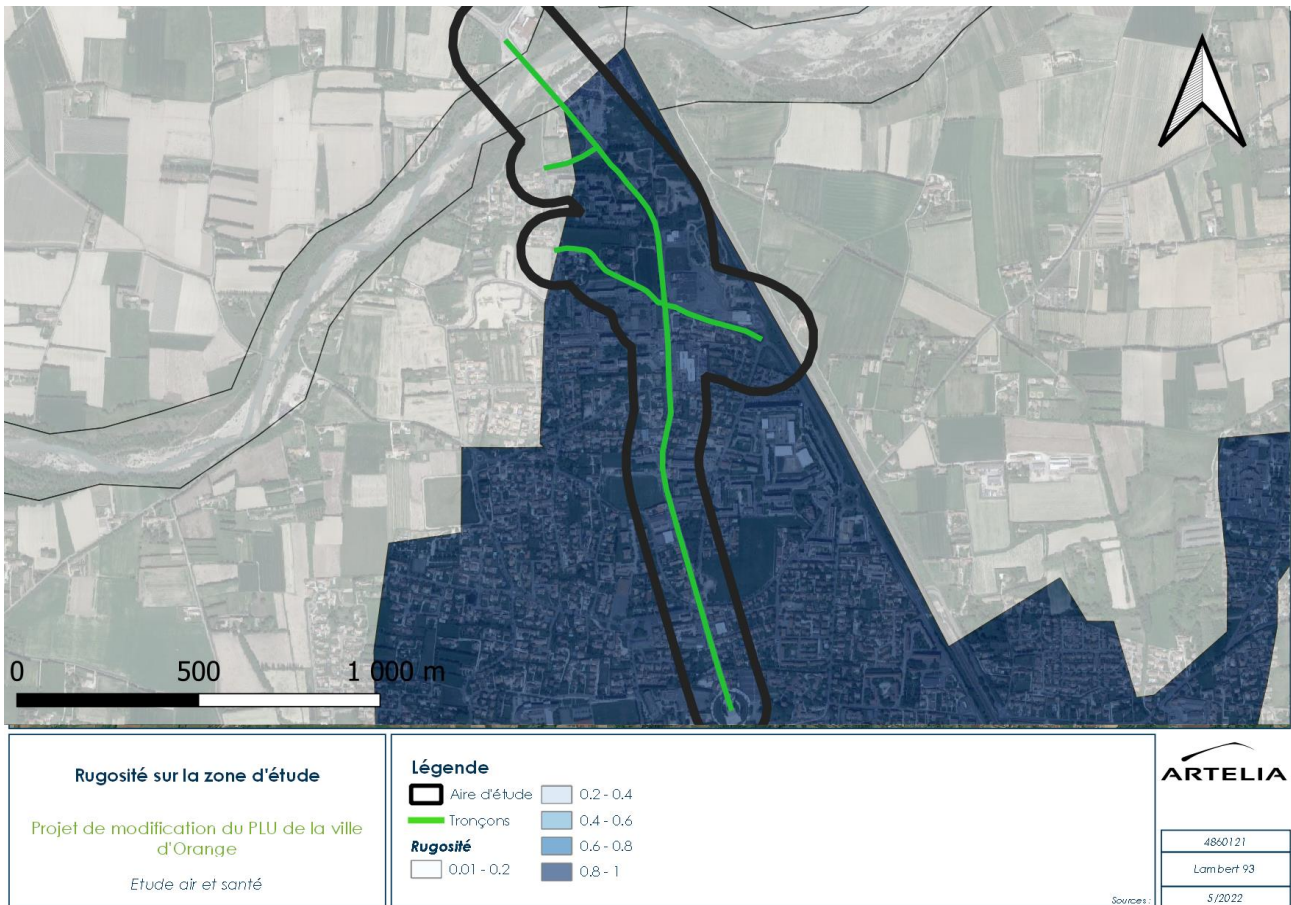 0 500 1 000 m
Rugosité sur la zone d'étude
Projet de modification du PLU de la ville
d'Orange
Etude air et santé
Légende
Aire d'étude
Tronçons
Rugosité
0.01 - 0.2
0.2 - 0.4
0.4 - 0.6
0.6 - 0.8
0.8 - 1
Sources :
ARTELIA
4860121
Lambert 93
5/2022